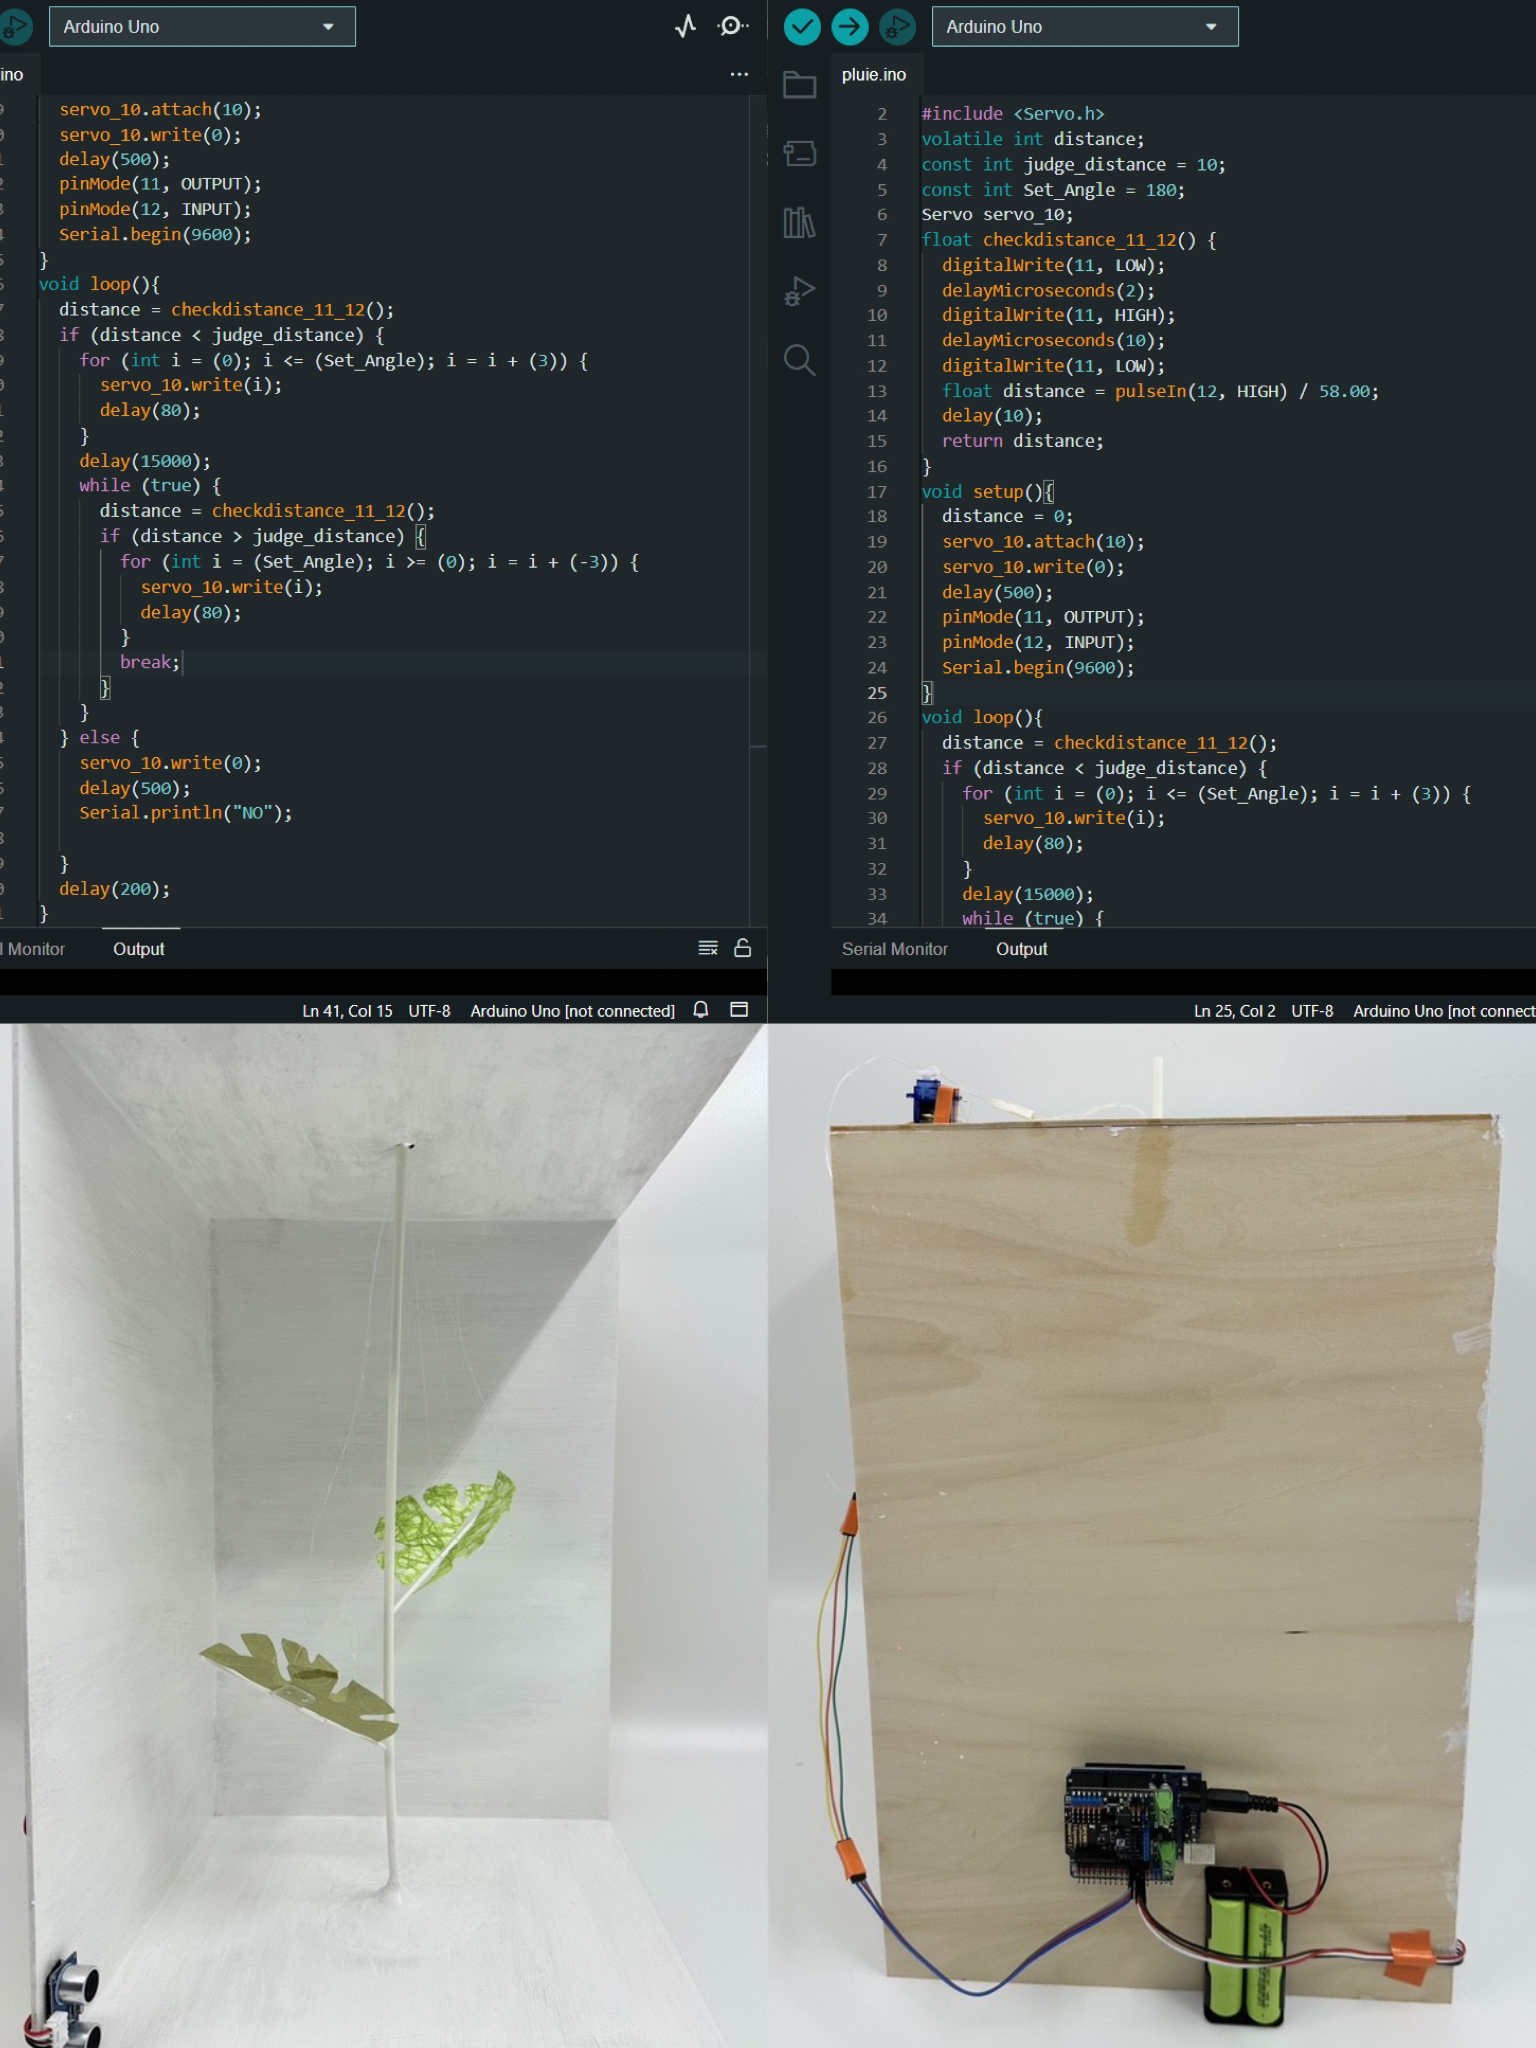 Arduino Uno
ino
servo_10.attach(10);
servo_10.write(0);
delay(500);
pinMode(11, OUTPUT);
pinMode(12, INPUT);
Serial.begin(9600);
}
void loop(){
distance = checkdistance_11_12();
if (distance < judge_distance) {
for (int i = (0); i <= (Set_Angle); i = i + (3)) {
servo_10.write(i);
delay(80);
}
delay(15000);
while (true) {
distance = checkdistance_11_12();
if (distance > judge_distance) {
for (int i = (Set_Angle); i >= (0); i = i + (-3)) {
servo_10.write(i);
delay(80);
}
break;
}
}
} else {
servo_10.write(0);
delay(500);
Serial.println("NO");
}
delay(200);
}
l Monitor Output
Ln 41, Col 15 UTF-8 Arduino Uno [not connected]
Arduino Uno
pluie.ino
2 #include <Servo.h>
3 volatile int distance;
4 const int judge_distance = 10;
5 const int Set_Angle = 180;
6 Servo servo_10;
7 float checkdistance_11_12() {
8 digitalWrite(11, LOW);
9 delayMicroseconds(2);
10 digitalWrite(11, HIGH);
11 delayMicroseconds(10);
12 digitalWrite(11, LOW);
13 float distance = pulseIn(12, HIGH) / 58.00;
14 delay(10);
15 return distance;
16 }
17 void setup(){
18 distance = 0;
19 servo_10.attach(10);
20 servo_10.write(0);
21 delay(500);
22 pinMode(11, OUTPUT);
23 pinMode(12, INPUT);
24 Serial.begin(9600);
25 }
26 void loop(){
27 distance = checkdistance_11_12();
28 if (distance < judge_distance) {
29 for (int i = (0); i <= (Set_Angle); i = i + (3)) {
30 servo_10.write(i);
31 delay(80);
32 }
33 delay(15000);
34 while (true) {
Serial Monitor Output
Ln 25, Col 2 UTF-8 Arduino Uno [not connect